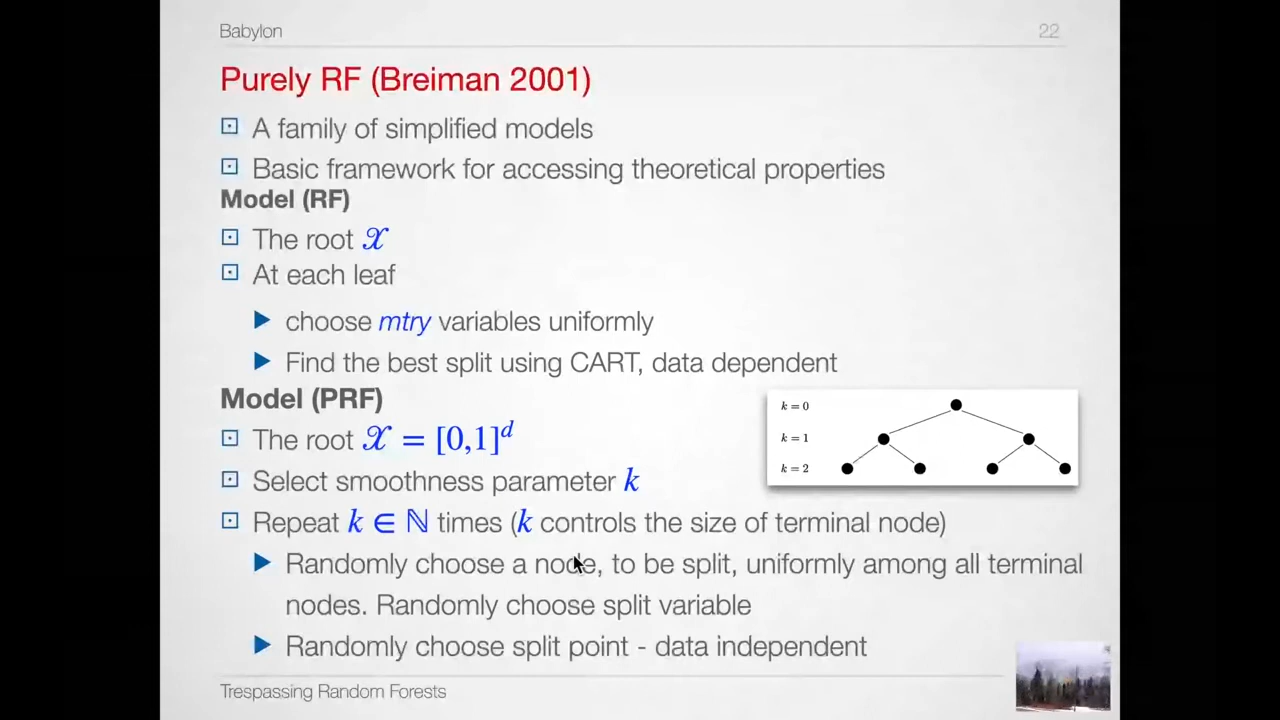 Babylon
22
Purely RF (Breiman 2001)
A family of simplified models
Basic framework for accessing theoretical properties
Model (RF)
The root 𝒳
At each leaf
choose mtry variables uniformly
Find the best split using CART, data dependent
Model (PRF)
The root 𝒳 = [0,1]^d
Select smoothness parameter k
Repeat k ∈ ℕ times (k controls the size of terminal node)
Randomly choose a node, to be split, uniformly among all terminal
nodes. Randomly choose split variable
Randomly choose split point - data independent
k = 0
k = 1
k = 2
Trespassing Random Forests